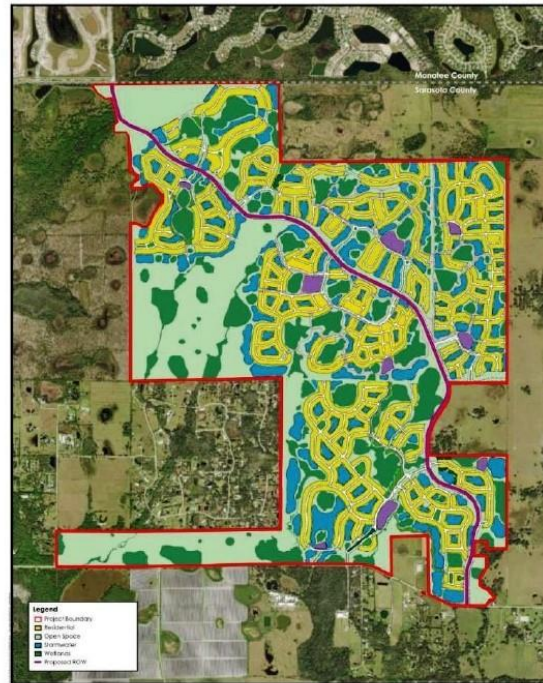 Manatee County
Sarasota County
Legend
Project Boundary
Residential
Open Space
Stormwater
Wetlands
Proposed ROW